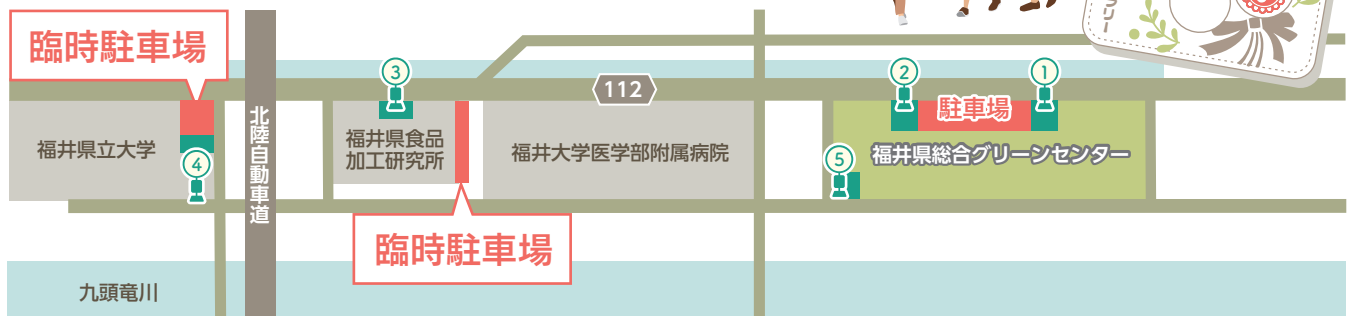 ラリー
臨時駐車場
3
2
1
112
駐車場
北陸自動車道
福井県立大学
4
福井県食品
加工研究所
福井大学医学部附属病院
5
福井県総合グリーンセンター
臨時駐車場
九頭竜川